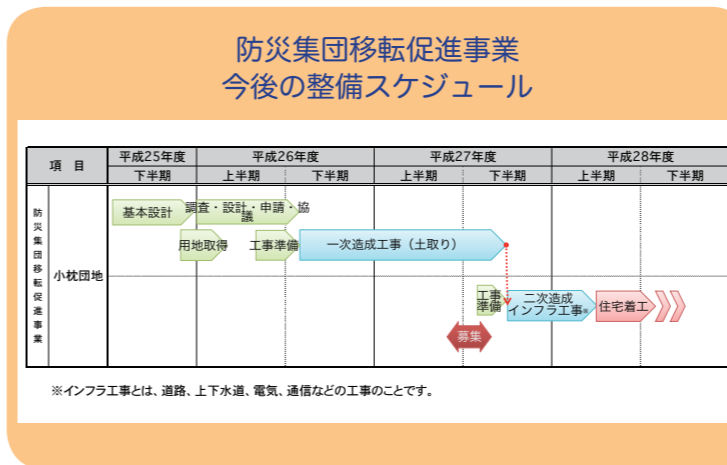 防災集団移転促進事業
今後の整備スケジュール
項 目
平成25年度
平成26年度
平成27年度
平成28年度
下半期
上半期
下半期
上半期
下半期
上半期
下半期
防災集団移転促進事業
小枕団地
基本設計
調査・設計・申請・協
議
用地取得
工事準備
一次造成工事（土取り）
工事
準備
二次造成
インフラ工事※
住宅着工
募集
※インフラ工事とは、道路、上下水道、電気、通信などの工事のことです。